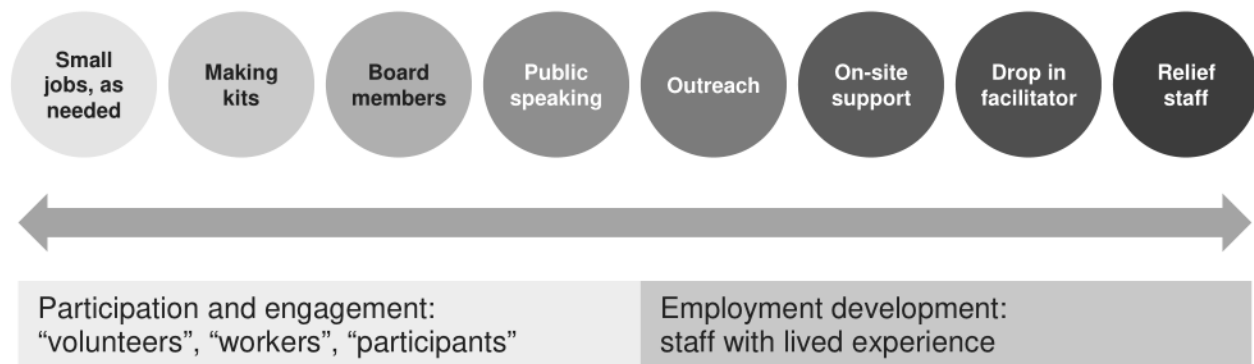 Small
jobs, as
needed
Making
kits
Board
members
Public
speaking
Outreach
On-site
support
Drop in
facilitator
Relief
staff
Participation and engagement:
“volunteers”, “workers”, “participants”
Employment development:
staff with lived experience